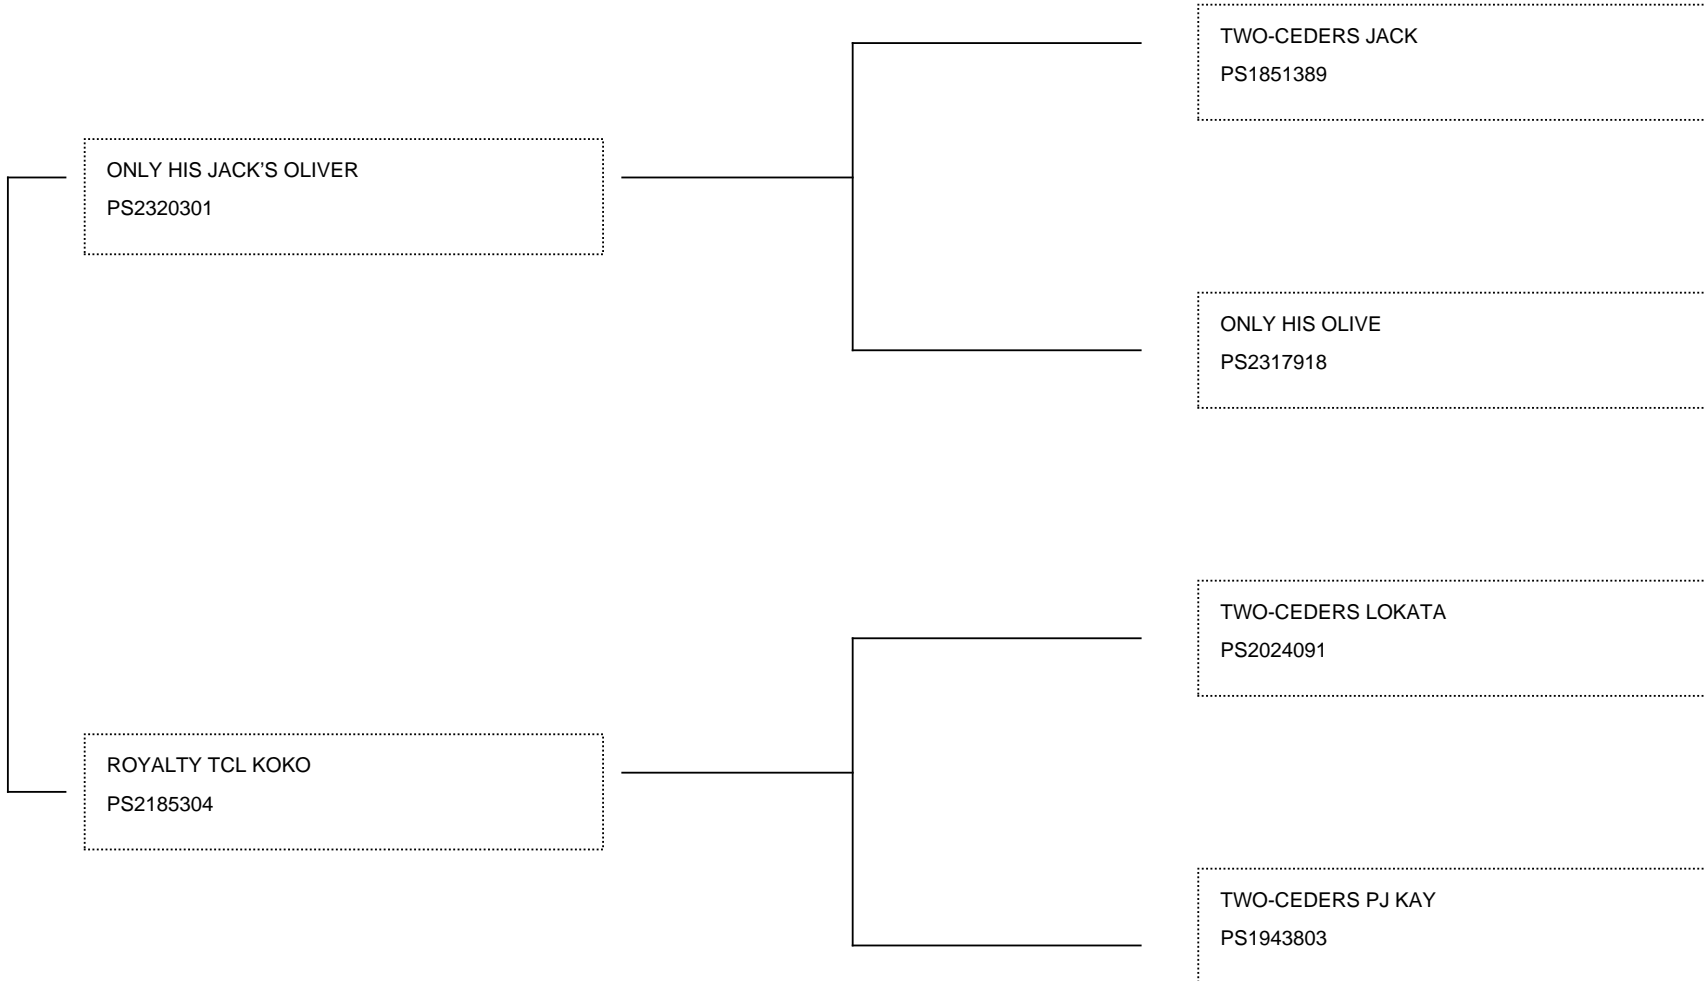 TWO-CEDERS JACK
PS1851389
ONLY HIS JACK’S OLIVER
PS2320301
ONLY HIS OLIVE
PS2317918
TWO-CEDERS LOKATA
PS2024091
ROYALTY TCL KOKO
PS2185304
TWO-CEDERS PJ KAY
PS1943803